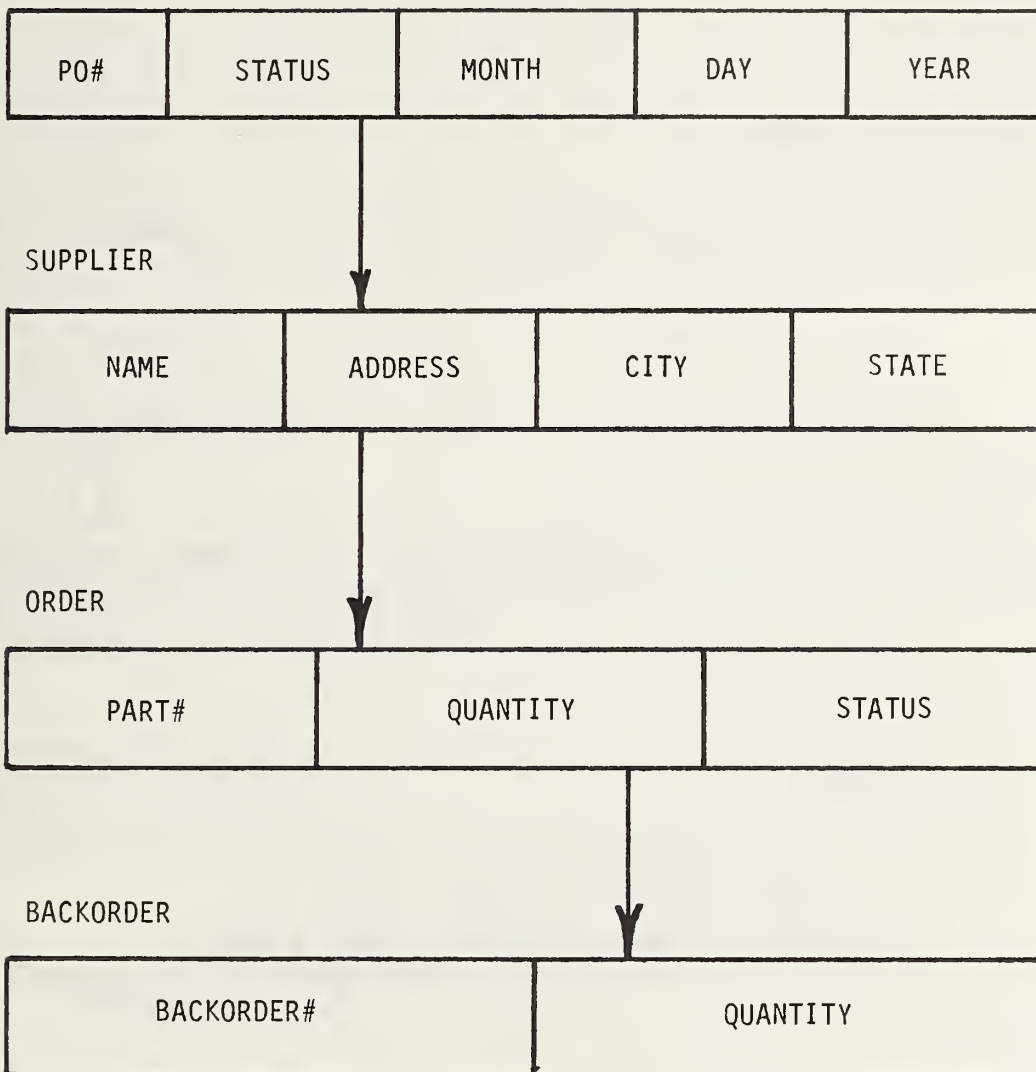 PO# STATUS MONTH DAY YEAR
SUPPLIER
NAME ADDRESS CITY STATE
ORDER
PART# QUANTITY STATUS
BACKORDER
BACKORDER# QUANTITY